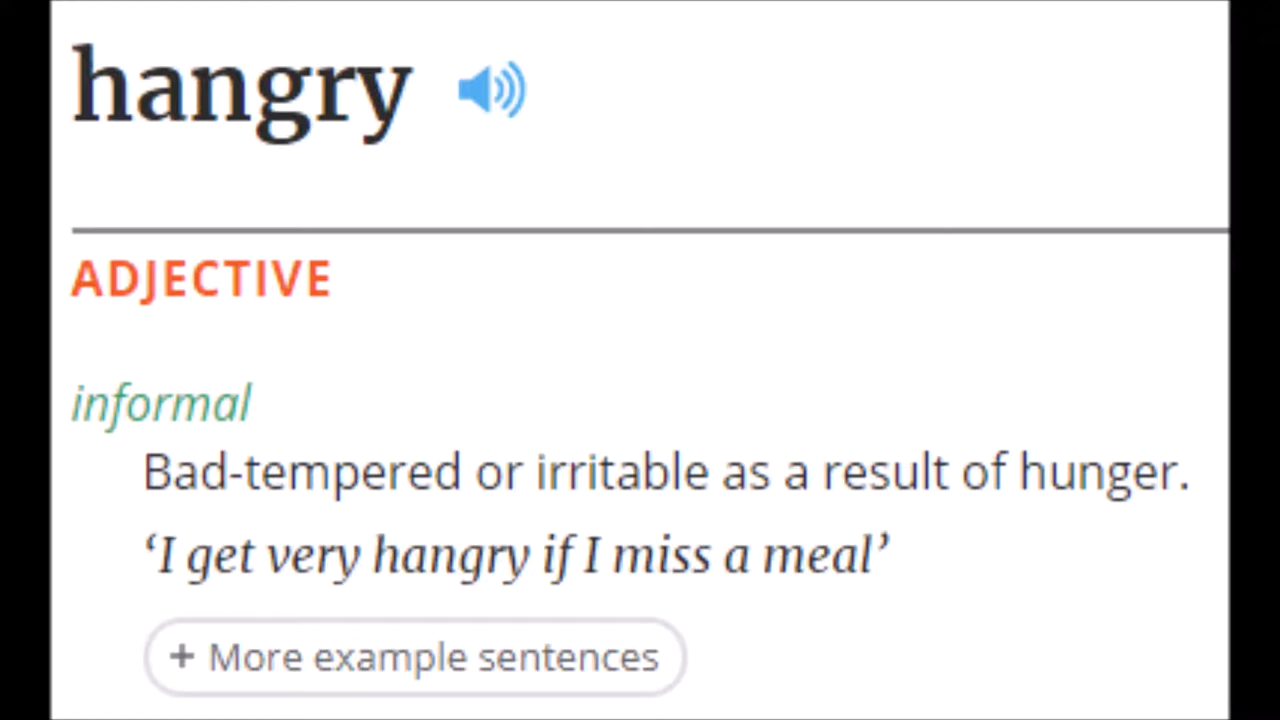 hangry
ADJECTIVE
informal
Bad-tempered or irritable as a result of hunger.
‘I get very hangry if I miss a meal’
+ More example sentences